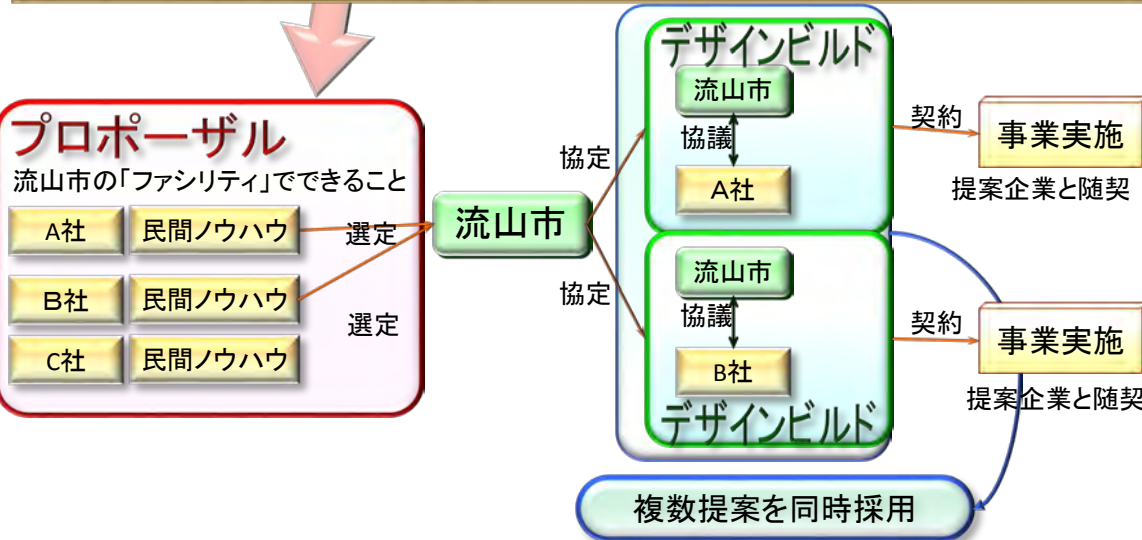 プロポーザル
流山市の「ファシリティ」でできること
A社
民間ノウハウ
選定
B社
民間ノウハウ
選定
C社
民間ノウハウ
流山市
協定
協定
デザインビルド
流山市
協議
A社
契約
事業実施
提案企業と随契
流山市
協議
B社
デザインビルド
契約
事業実施
提案企業と随契
複数提案を同時採用